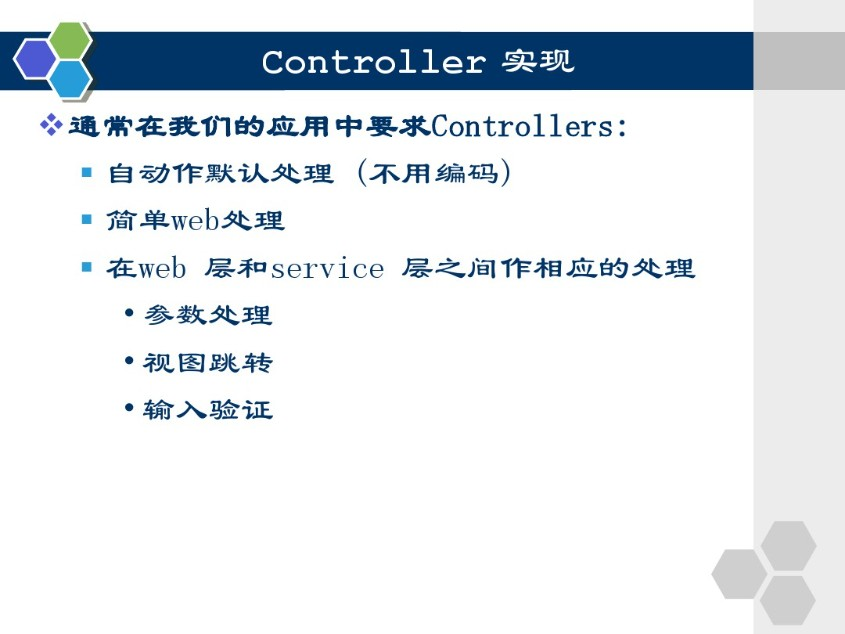 Controller 实现
通常在我们的应用中要求Controllers:
自动作默认处理 (不用编码)
简单web处理
在web 层和service 层之间作相应的处理
参数处理
视图跳转
输入验证